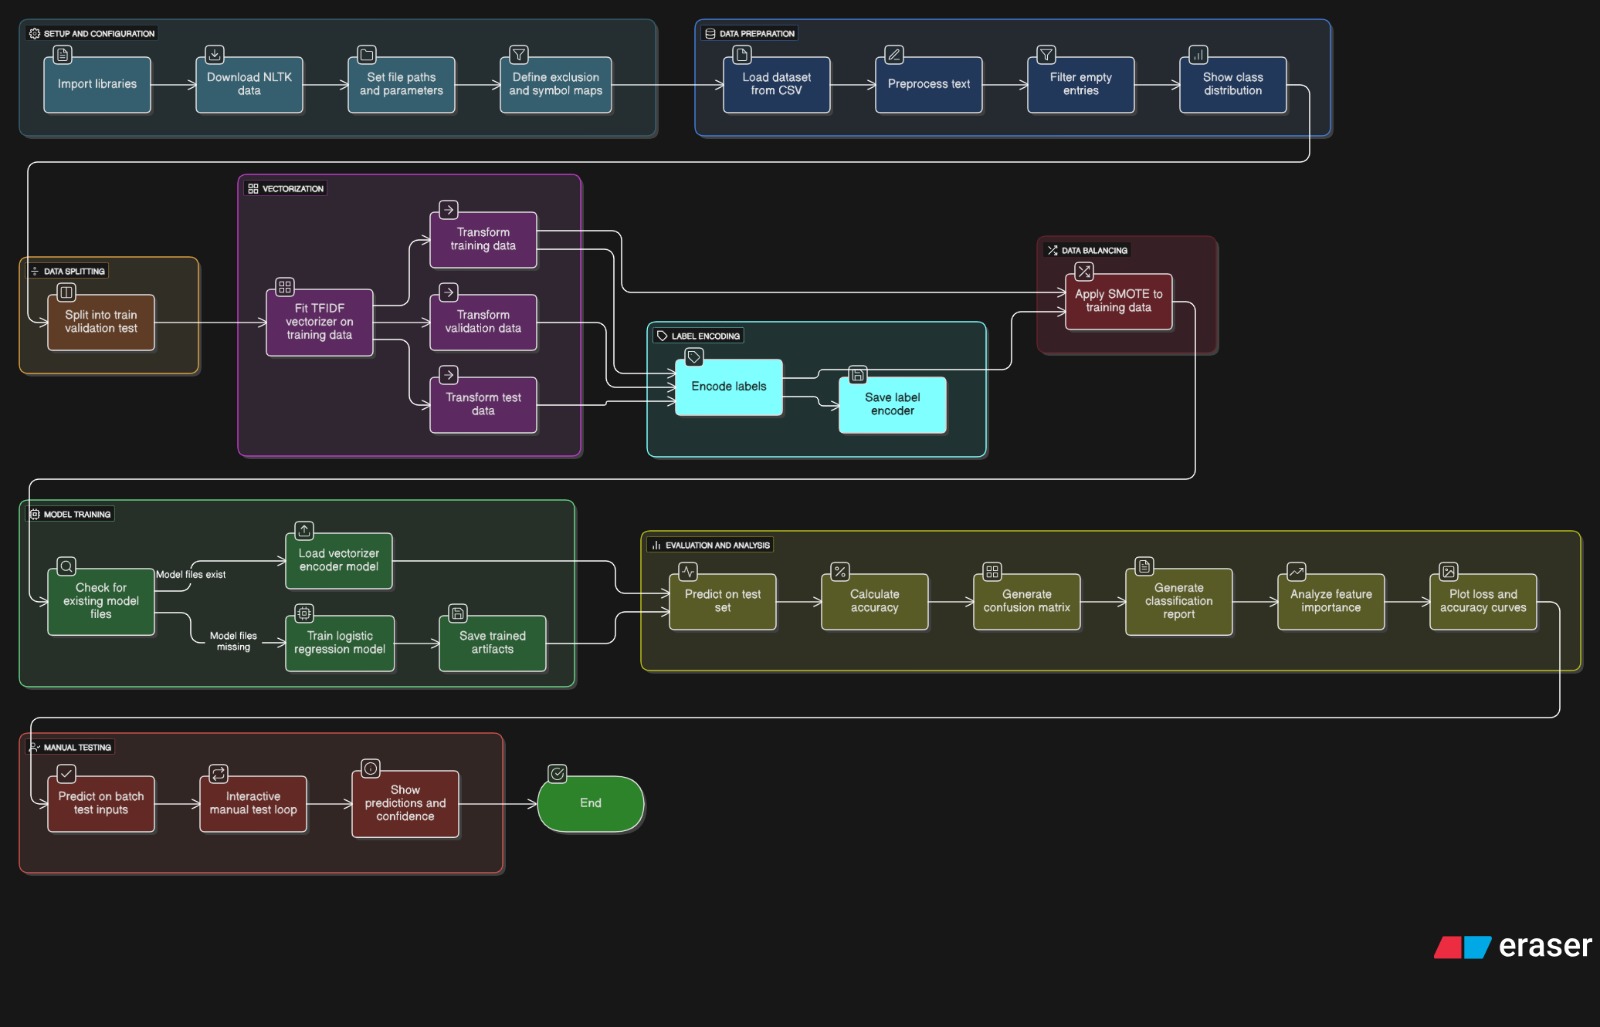 SETUP AND CONFIGURATION
Import libraries
Download NLTK
data
Set file paths
and parameters
Define exclusion
and symbol maps
DATA PREPARATION
Load dataset
from CSV
Preprocess text
Filter empty
entries
Show class
distribution
DATA SPLITTING
Split into train
validation test
VECTORIZATION
Fit TFIDF
vectorizer on
training data
Transform
training data
Transform
validation data
Transform test
data
LABEL ENCODING
Encode labels
Save label
encoder
DATA BALANCING
Apply SMOTE to
training data
MODEL TRAINING
Check for
existing model
files
Model files exist
Model files
missing
Load vectorizer
encoder model
Train logistic
regression model
Save trained
artifacts
EVALUATION AND ANALYSIS
Predict on test
set
Calculate
accuracy
Generate
confusion matrix
Generate
classification
report
Analyze feature
importance
Plot loss and
accuracy curves
MANUAL TESTING
Predict on batch
test inputs
Interactive
manual test loop
Show
predictions and
confidence
End
eraser